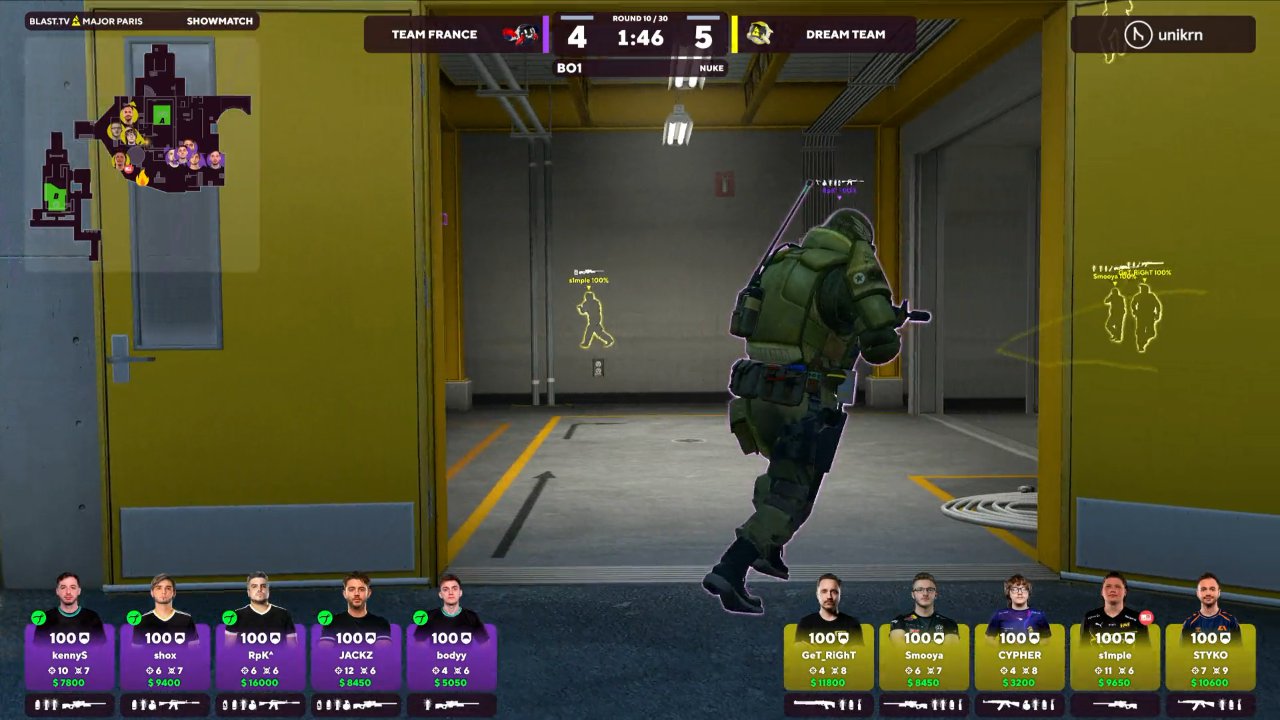 BLAST.TV MAJOR PARIS SHOWMATCH
TEAM FRANCE 4 ROUND 10 / 30 1:46 5 DREAM TEAM
BO1 NUKE
unikrn
A
s1mple 100%
Smooya 100%
GeT_RiGhT 100%
100 100 100 100 100 100 100 100 100 100
kennyS shox RpK^ JACKZ bodyy GeT_RiGhT Smooya CYPHER s1mple STYKO
10 7 6 7 6 6 12 6 4 6 4 8 6 7 4 8 11 6 7 9
$7800 $9400 $16000 $8450 $5050 $11800 $8450 $3200 $9650 $10600